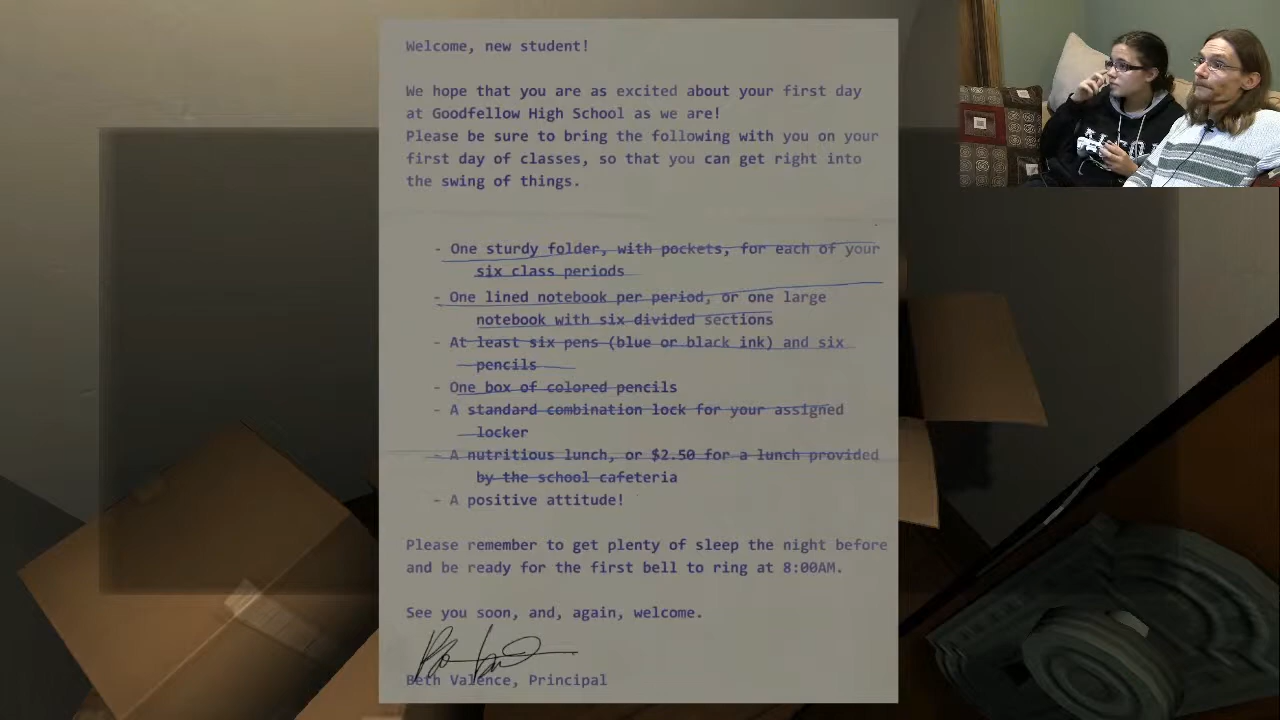 Welcome, new student!
We hope that you are as excited about your first day
at Goodfellow High School as we are!
Please be sure to bring the following with you on your
first day of classes, so that you can get right into
the swing of things.
- One sturdy folder, with pockets, for each of your
six class periods
- One lined notebook per period, or one large
notebook with six divided sections
- At least six pens (blue or black ink) and six
pencils
- One box of colored pencils
- A standard combination lock for your assigned
locker
- A nutritious lunch, or $2.50 for a lunch provided
by the school cafeteria
- A positive attitude!
Please remember to get plenty of sleep the night before
and be ready for the first bell to ring at 8:00AM.
See you soon, and, again, welcome.
Beth Valence, Principal